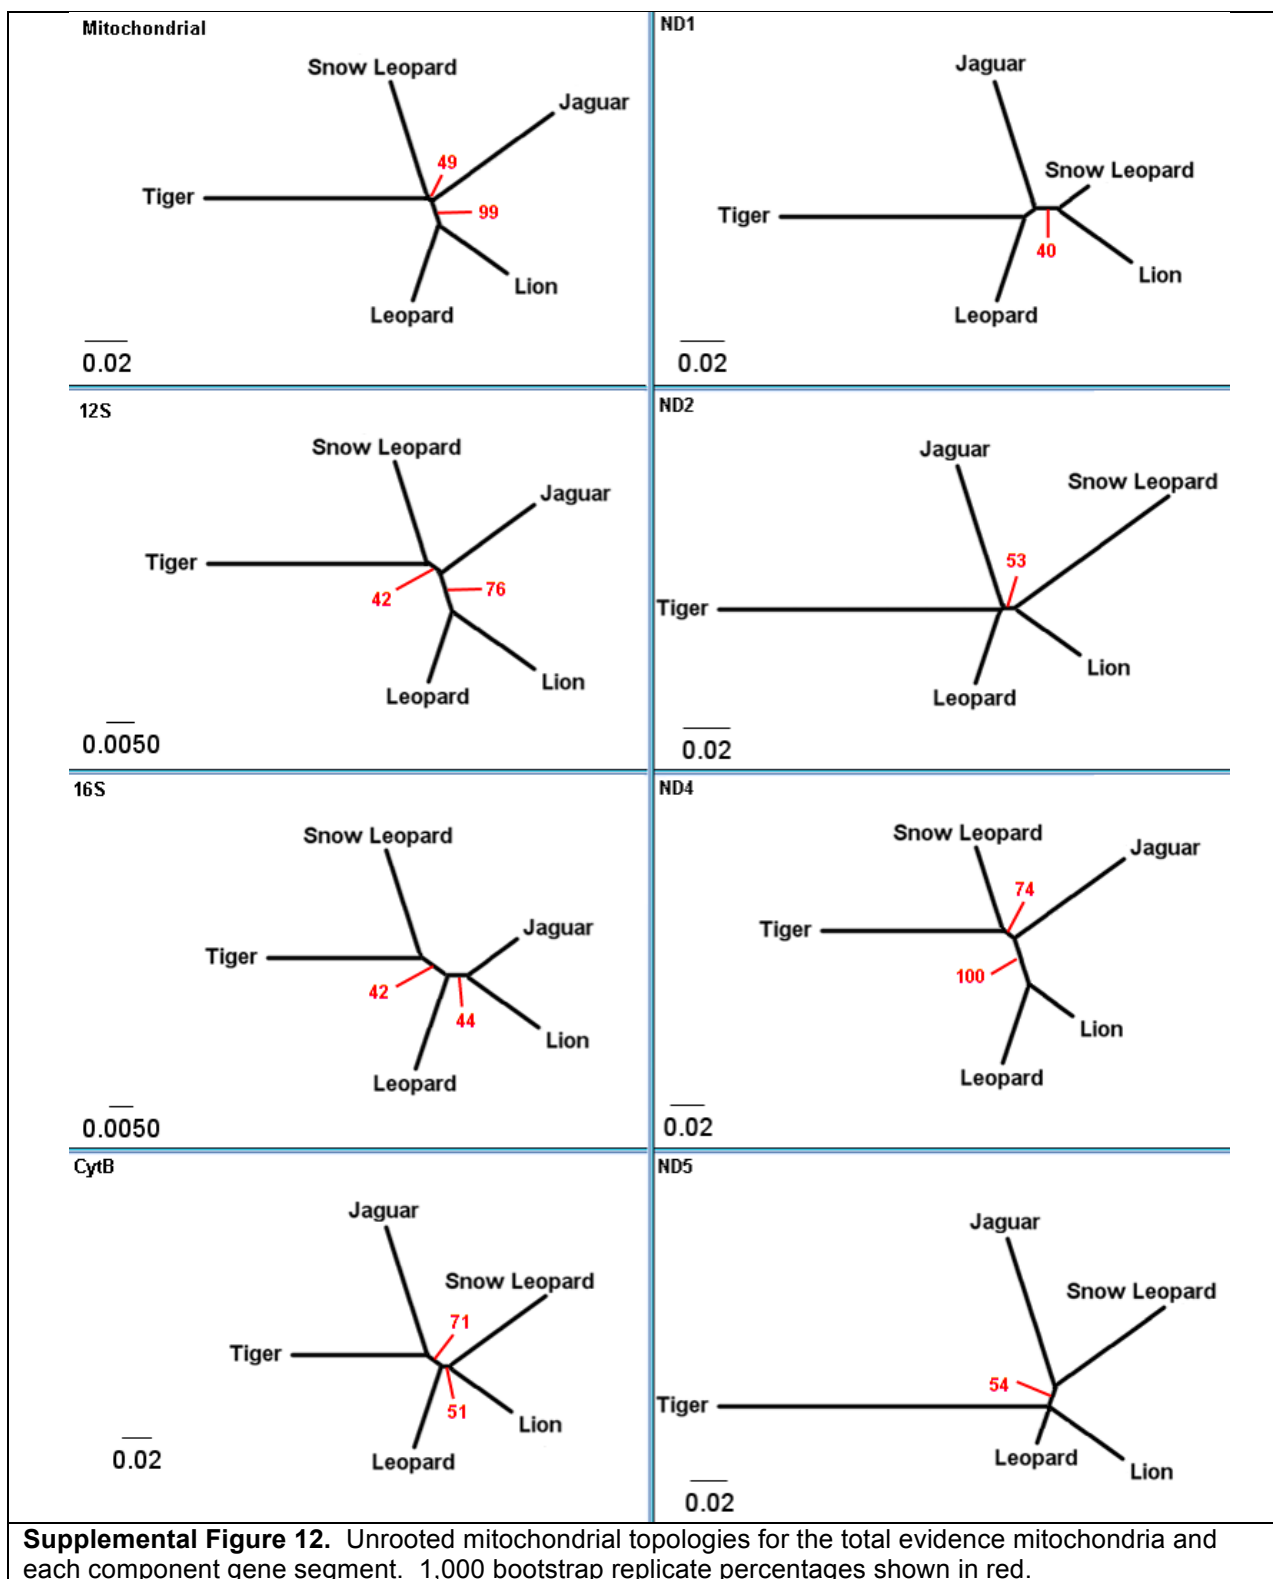 Mitochondrial
Snow Leopard
Jaguar
49
Tiger
99
Lion
Leopard
0.02
ND1
Jaguar
Snow Leopard
Tiger
40
Lion
Leopard
0.02
12S
Snow Leopard
Jaguar
Tiger
42
76
Lion
Leopard
0.0050
ND2
Jaguar
Snow Leopard
53
Tiger
Lion
Leopard
0.02
16S
Snow Leopard
Jaguar
Tiger
42
44
Lion
Leopard
0.0050
ND4
Snow Leopard
Jaguar
74
Tiger
100
Lion
Leopard
0.02
CytB
Jaguar
Snow Leopard
71
Tiger
51
Lion
Leopard
0.02
ND5
Jaguar
Snow Leopard
54
Tiger
Leopard
Lion
0.02
Supplemental Figure 12. Unrooted mitochondrial topologies for the total evidence mitochondria and
each component gene segment. 1,000 bootstrap replicate percentages shown in red.